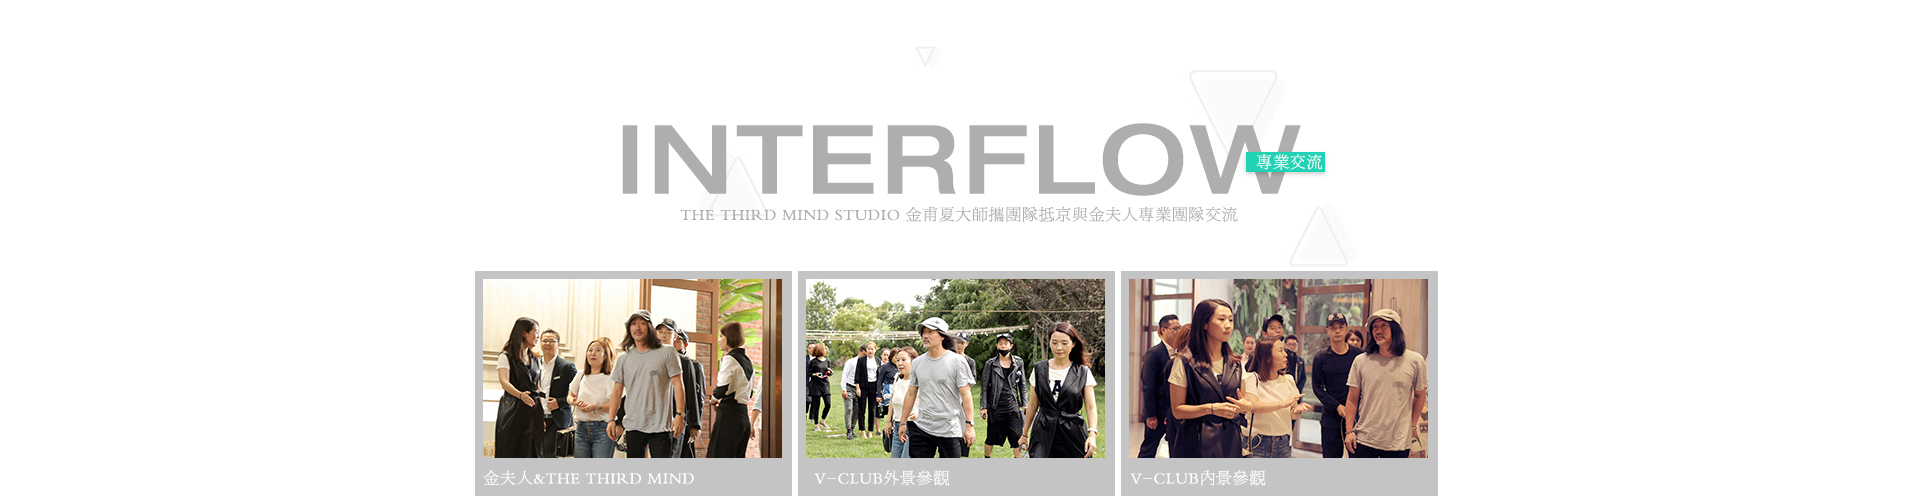 INTERFLOW
專業交流
THE THIRD MIND STUDIO 金甫夏大師攜團隊抵京與金夫人專業團隊交流
金夫人&THE THIRD MIND
V-CLUB外景參觀
V-CLUB內景參觀